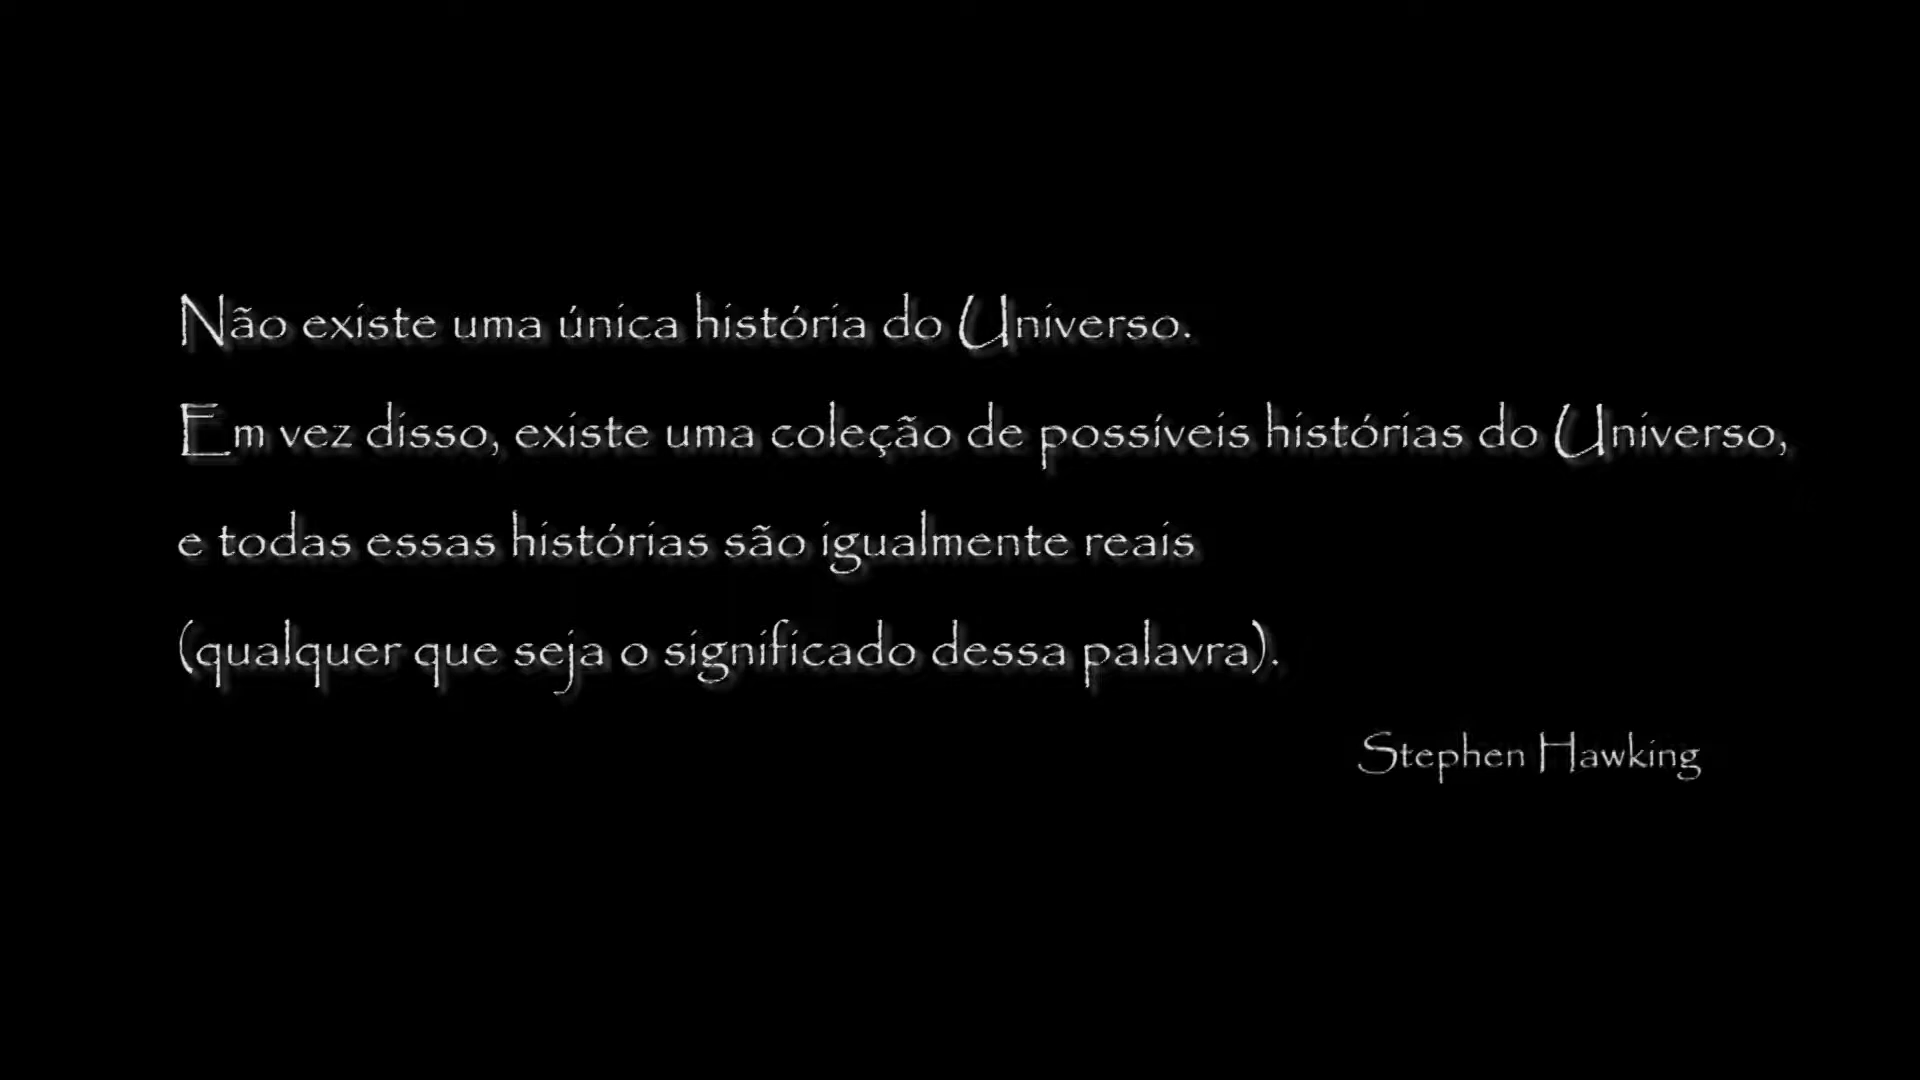 Não existe uma única história do Universo.
Em vez disso, existe uma coleção de possíveis histórias do Universo,
e todas essas histórias são igualmente reais
(qualquer que seja o significado dessa palavra).
Stephen Hawking